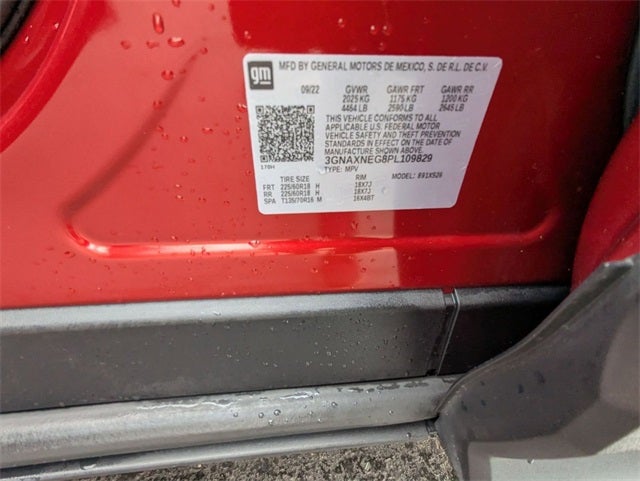 gm
MFD BY GENERAL MOTORS DE MEXICO, S. DE R.L. DE C.V.
09/22 GVWR GAWR FRT GAWR RR
2025 KG 1175 KG 1200 KG
4464 LB 2590 LB 2645 LB
THIS VEHICLE CONFORMS TO ALL
APPLICABLE U.S. FEDERAL MOTOR
VEHICLE SAFETY AND THEFT PREVENTION
STANDARDS IN EFFECT ON THE DATE OF
MANUFACTURE SHOWN ABOVE.
3GNAXNEG8PL109829
170H TYPE: MPV
TIRE SIZE RIM MODEL: 891XS26
FRT 225/60R18 H 18X7J
RR 225/60R18 H 18X7J
SPA T135/70R16 M 16X4BT